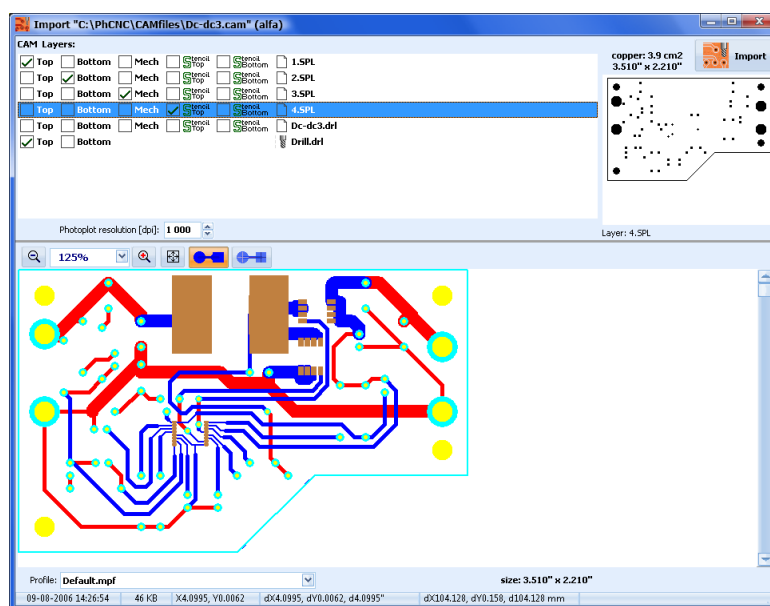 Import "C:\PhCNC\CAMfiles\Dc-dc3.cam" (alfa)
CAM Layers:
Top Bottom Mech Stencil Top Stencil Bottom 1.SPL
Top Bottom Mech Stencil Top Stencil Bottom 2.SPL
Top Bottom Mech Stencil Top Stencil Bottom 3.SPL
Top Bottom Mech Stencil Top Stencil Bottom 4.SPL
Top Bottom Mech Stencil Top Stencil Bottom Dc-dc3.drl
Top Bottom Drill.drl
copper: 3.9 cm2
3.510" x 2.210"
Import
Photoplot resolution [dpi]: 1 000
Layer: 4.SPL
125%
Profile: Default.mpf
size: 3.510" x 2.210"
09-08-2006 14:26:54 46 KB X4.0995, Y0.0062 dX4.0995, dY0.0062, d4.0995" dX104.128, dY0.158, d104.128 mm